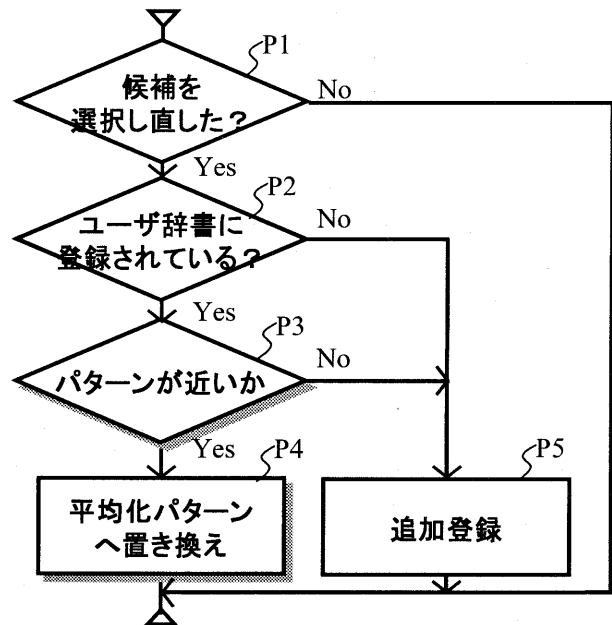 P1
候補を
選択し直した？
No
Yes
P2
ユーザ辞書に
登録されている？
No
Yes
P3
パターンが近いか
No
Yes
P4
平均化パターン
へ置き換え
P5
追加登録